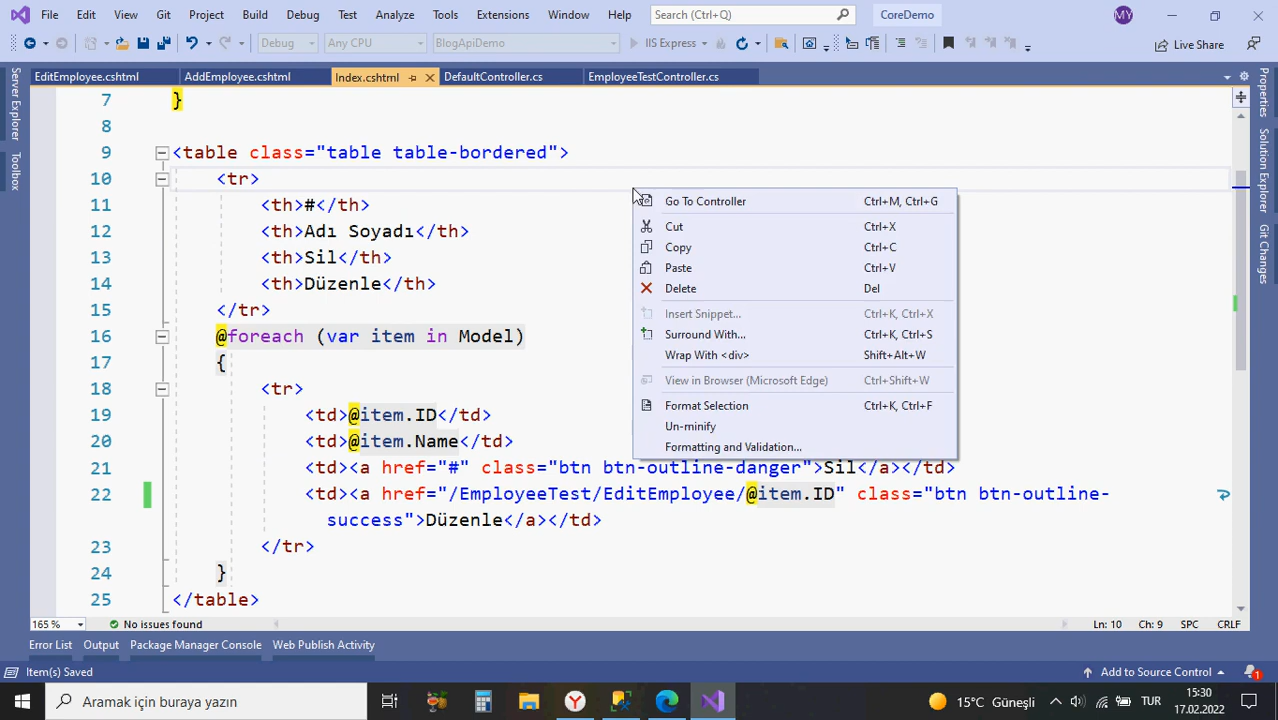 File Edit View Git Project Build Debug Test Analyze Tools Extensions Window Help Search (Ctrl+Q) CoreDemo MY
Debug Any CPU BlogApiDemo IIS Express Live Share
EditEmployee.cshtml AddEmployee.cshtml Index.cshtml DefaultController.cs EmployeeTestController.cs
Server Explorer
Toolbox
Properties
Solution Explorer
Git Changes
7 }
8
9 <table class="table table-bordered">
10 <tr>
11 <th>#</th>
12 <th>Adı Soyadı</th>
13 <th>Sil</th>
14 <th>Düzenle</th>
15 </tr>
16 @foreach (var item in Model)
17 {
18 <tr>
19 <td>@item.ID</td>
20 <td>@item.Name</td>
21 <td><a href="#" class="btn btn-outline-danger">Sil</a></td>
22 <td><a href="/EmployeeTest/EditEmployee/@item.ID" class="btn btn-outline-
success">Düzenle</a></td>
23 </tr>
24 }
25 </table>
Go To Controller Ctrl+M, Ctrl+G
Cut Ctrl+X
Copy Ctrl+C
Paste Ctrl+V
Delete Del
Insert Snippet... Ctrl+K, Ctrl+X
Surround With... Ctrl+K, Ctrl+S
Wrap With <div> Shift+Alt+W
View in Browser (Microsoft Edge) Ctrl+Shift+W
Format Selection Ctrl+K, Ctrl+F
Un-minify
Formatting and Validation...
165 % No issues found Ln: 10 Ch: 9 SPC CRLF
Error List Output Package Manager Console Web Publish Activity
Item(s) Saved Add to Source Control 1
Aramak için buraya yazın 15°C Güneşli TUR 15:30
17.02.2022